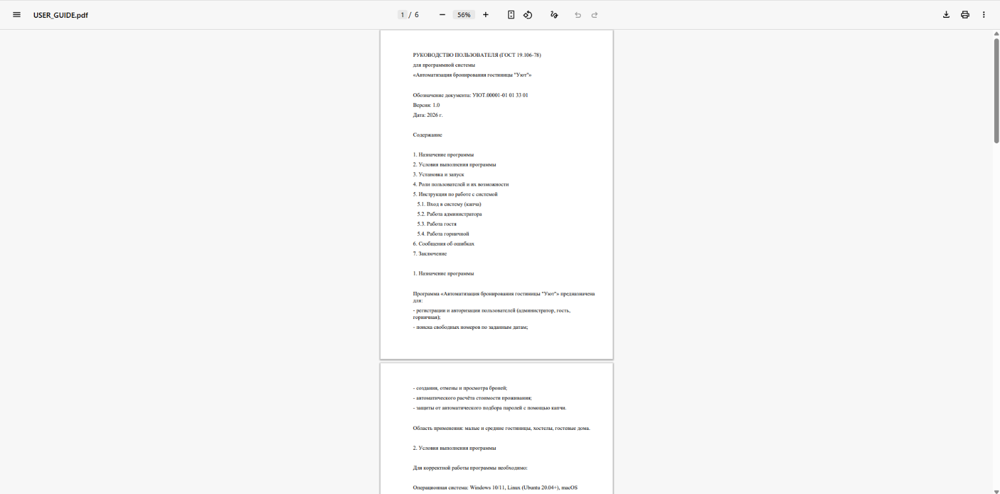 USER_GUIDE.pdf
1 / 6
56%
РУКОВОДСТВО ПОЛЬЗОВАТЕЛЯ (ГОСТ 19.106-78)
для программной системы
«Автоматизация бронирования гостиницы "Уют"»
Обозначение документа: УЮТ.00001-01 01 33 01
Версия: 1.0
Дата: 2026 г.
Содержание
1. Назначение программы
2. Условия выполнения программы
3. Установка и запуск
4. Роли пользователей и их возможности
5. Инструкция по работе с системой
5.1. Вход в систему (капча)
5.2. Работа администратора
5.3. Работа гостя
5.4. Работа горничной
6. Сообщения об ошибках
7. Заключение
1. Назначение программы
Программа «Автоматизация бронирования гостиницы "Уют"» предназначена
для:
- регистрации и авторизации пользователей (администратор, гость,
горничная);
- поиска свободных номеров по заданным датам;
- создания, отмены и просмотра броней;
- автоматического расчёта стоимости проживания;
- защиты от автоматического подбора паролей с помощью капчи.
Область применения: малые и средние гостиницы, хостелы, гостевые дома.
2. Условия выполнения программы
Для корректной работы программы необходимо:
Операционная система: Windows 10/11, Linux (Ubuntu 20.04+), macOS